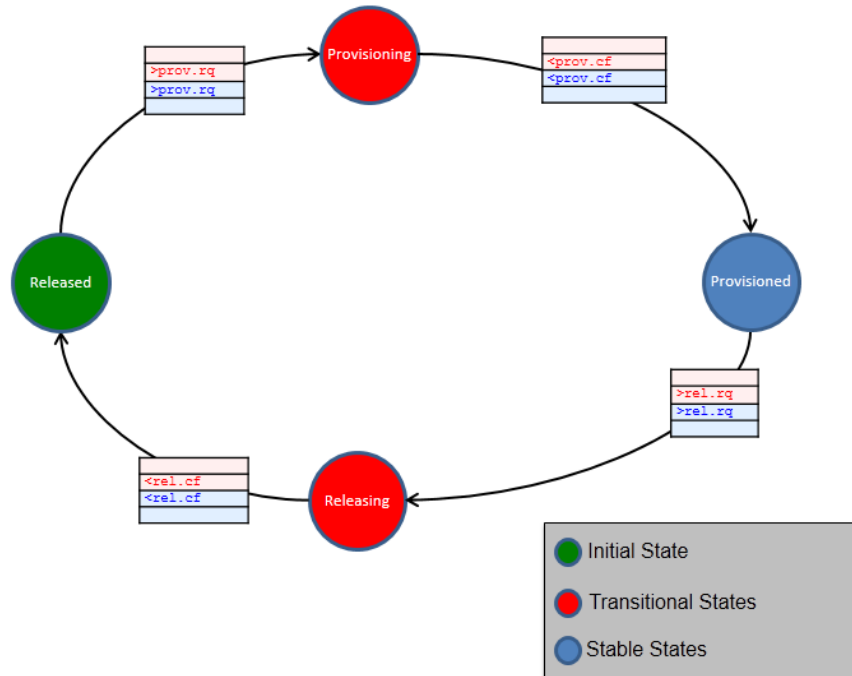 Provisioning
>prov.rq
>prov.rq
<prov.cf
<prov.cf
Released
Provisioned
>rel.rq
>rel.rq
<rel.cf
<rel.cf
Releasing
Initial State
Transitional States
Stable States